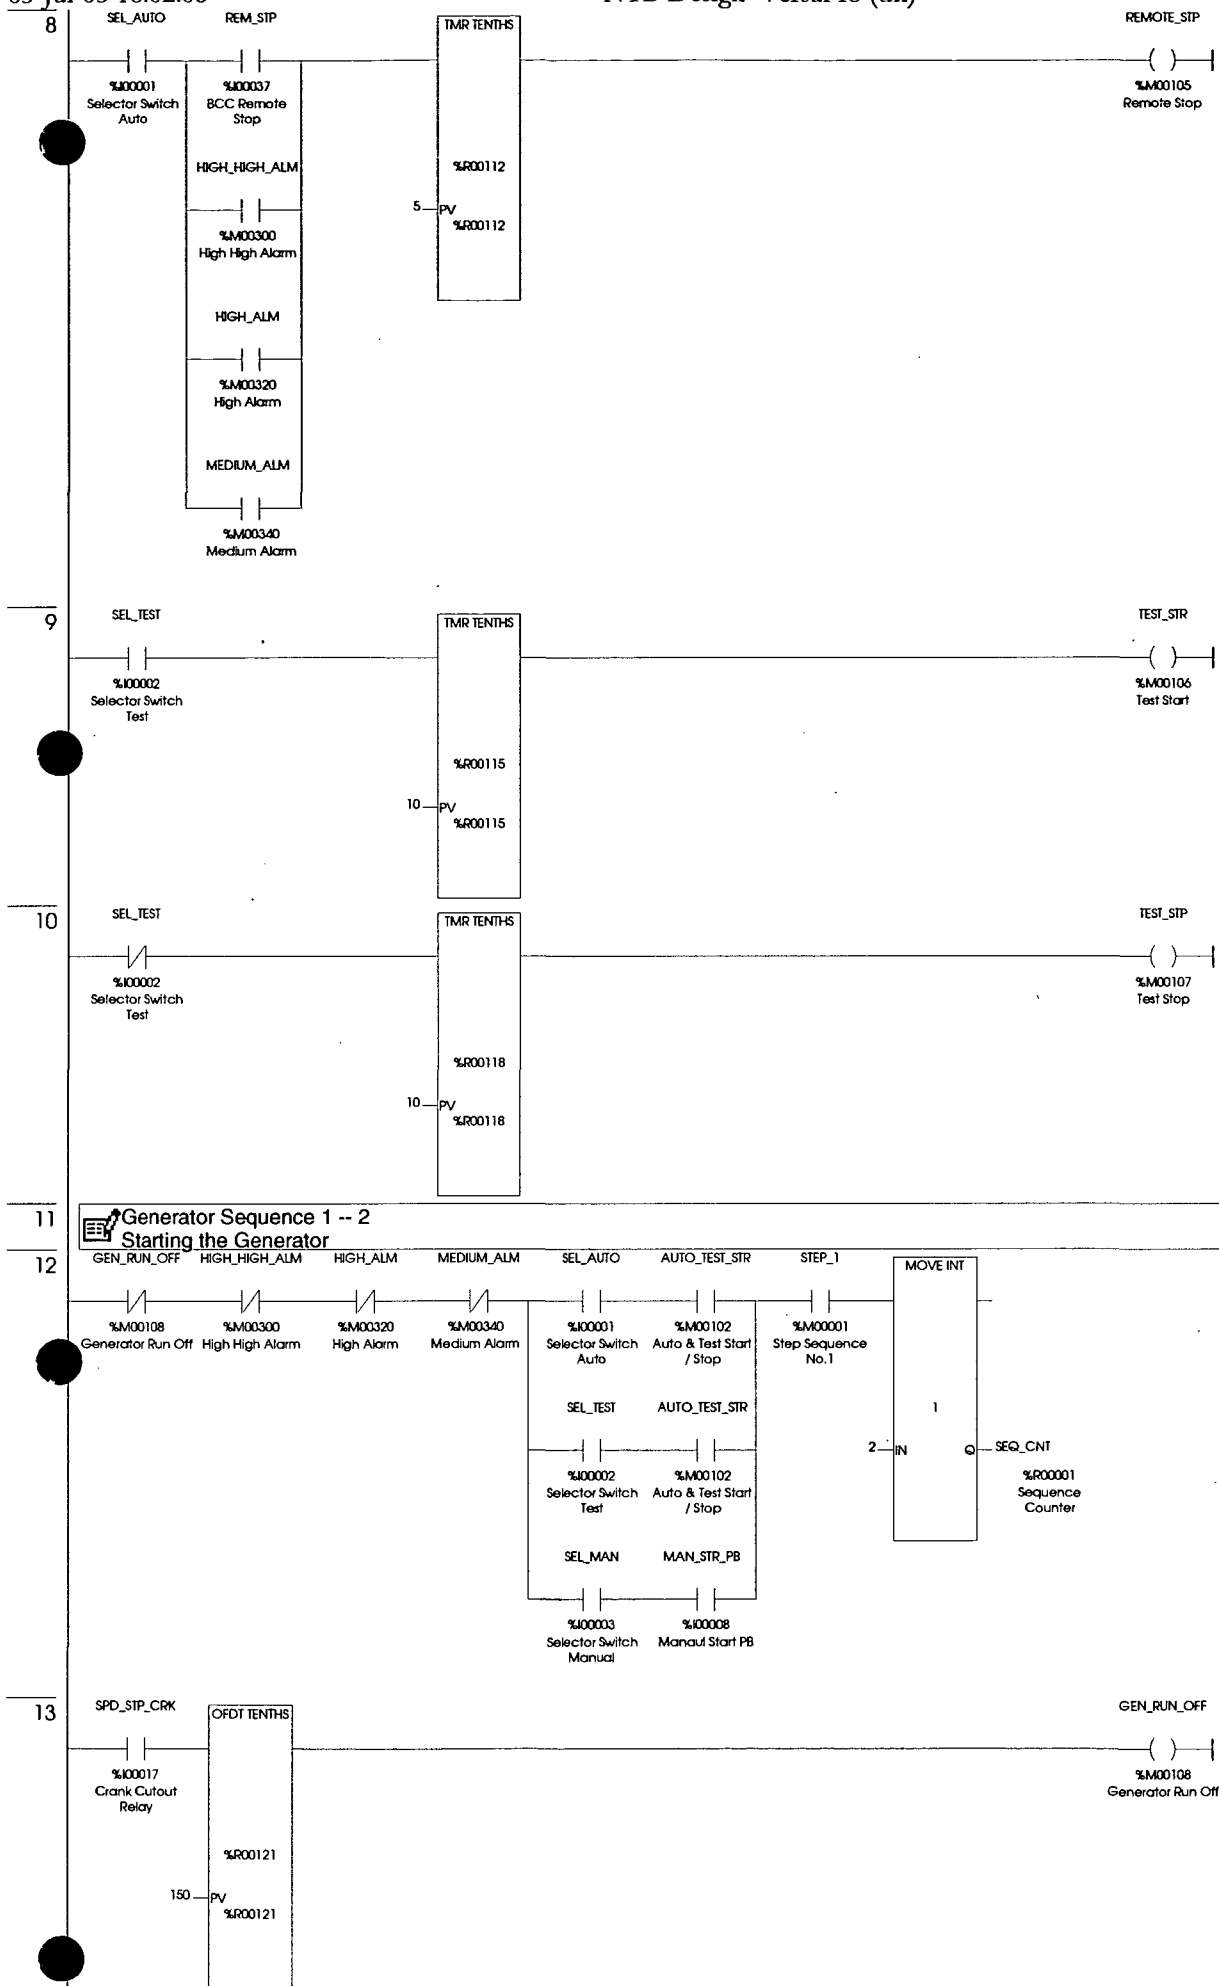 8
SEL_AUTO REM_STP TMR TENTHS REMOTE_STP
%I00001 %I00037 %M00105
Selector Switch BCC Remote Remote Stop
Auto Stop
HIGH_HIGH_ALM %R00112
5 PV
%M00300 %R00112
High High Alarm
HIGH_ALM
%M00320
High Alarm
MEDIUM_ALM
%M00340
Medium Alarm
9
SEL_TEST TMR TENTHS TEST_STR
%I00002 %M00106
Selector Switch Test Start
Test
%R00115
10 PV
%R00115
10
SEL_TEST TMR TENTHS TEST_STP
%I00002 %M00107
Selector Switch Test Stop
Test
%R00118
10 PV
%R00118
11
Generator Sequence 1 -- 2
Starting the Generator
12
GEN_RUN_OFF HIGH_HIGH_ALM HIGH_ALM MEDIUM_ALM SEL_AUTO AUTO_TEST_STR STEP_1 MOVE INT
%M00108 %M00300 %M00320 %M00340 %I00001 %M00102 %M00001
Generator Run Off High High Alarm High Alarm Medium Alarm Selector Switch Auto & Test Start Step Sequence
Auto / Stop No.1
SEL_TEST AUTO_TEST_STR 1
2 IN Q SEQ_CNT
%I00002 %M00102 %R00001
Selector Switch Auto & Test Start Sequence
Test / Stop Counter
SEL_MAN MAN_STR_PB
%I00003 %I00008
Selector Switch Manaul Start PB
Manual
13
SPD_STP_CRK OFDT TENTHS GEN_RUN_OFF
%I00017 %M00108
Crank Cutout Generator Run Off
Relay
%R00121
150 PV
%R00121